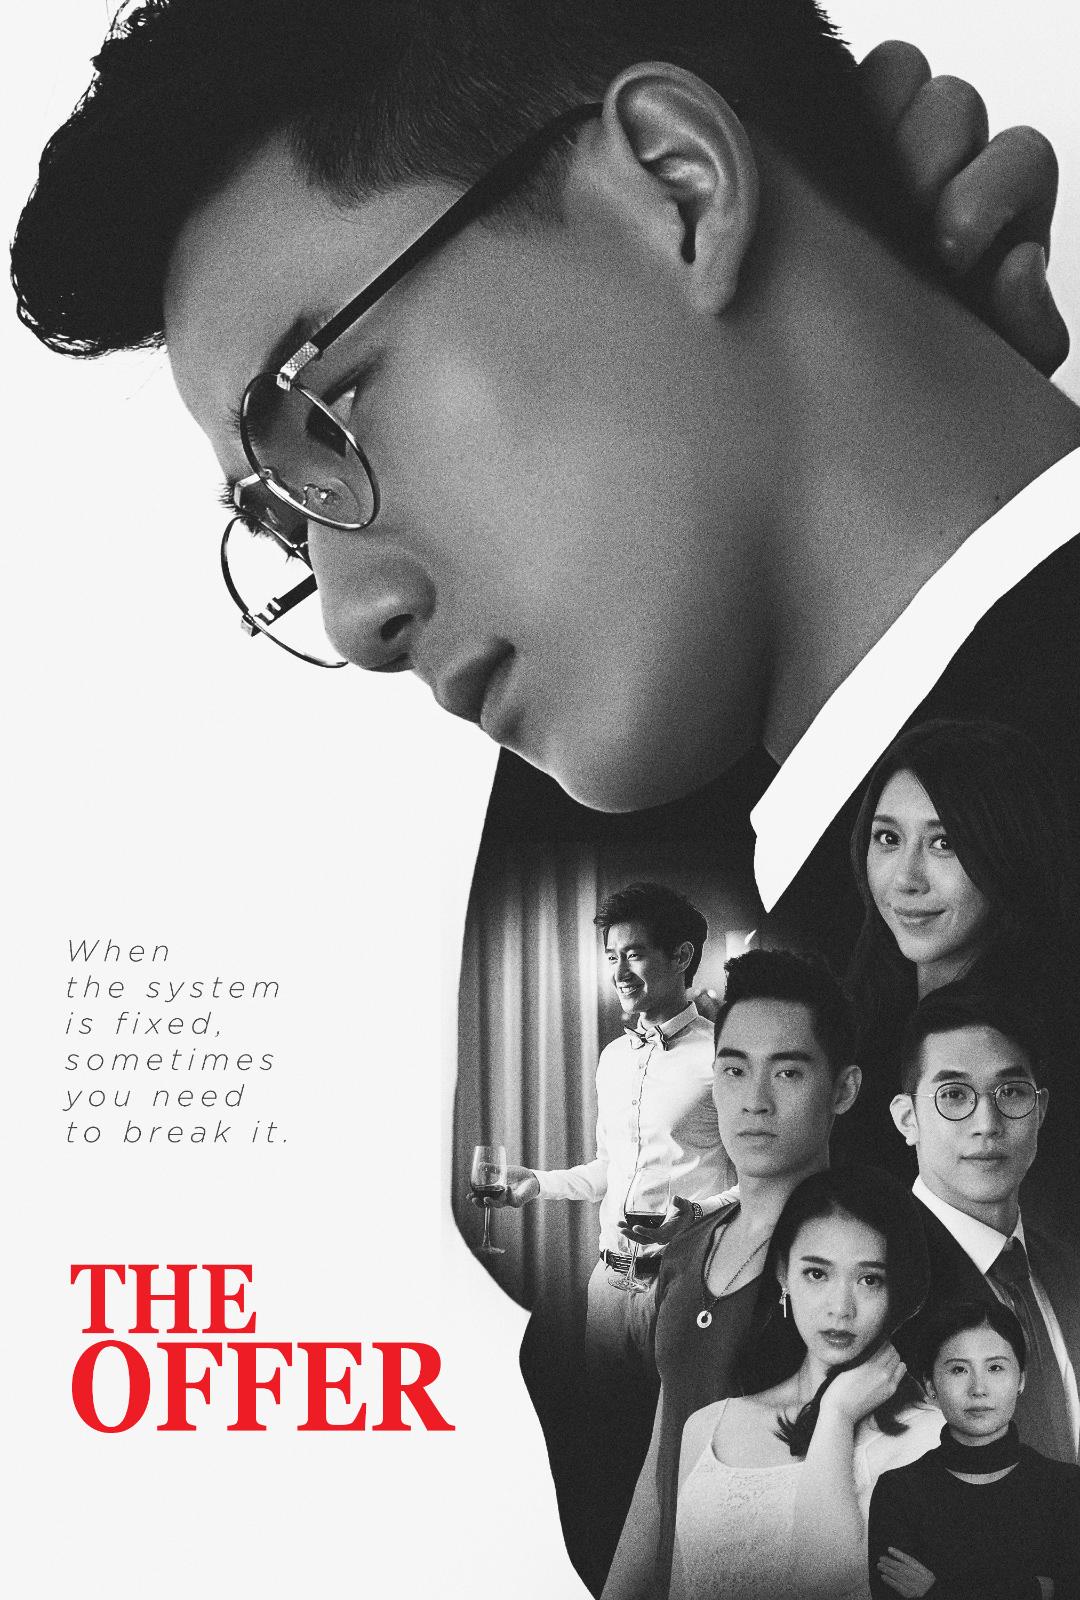 When
the system
is fixed,
sometimes
you need
to break it.
THE
OFFER